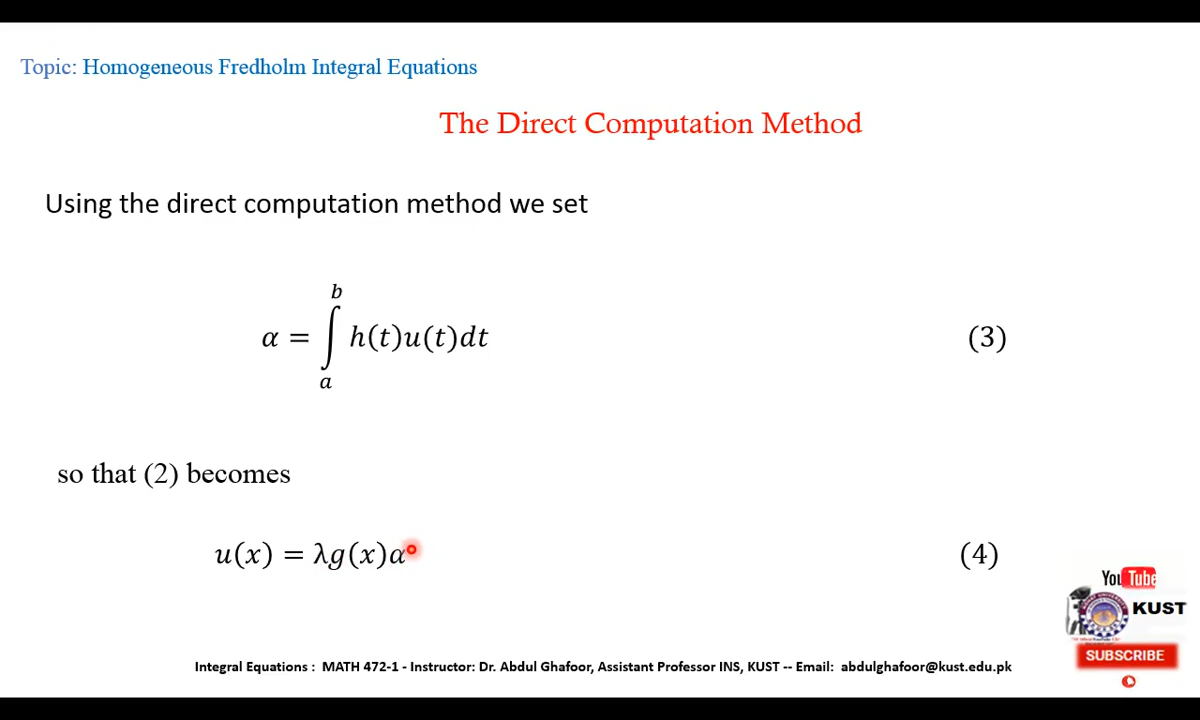 Topic: Homogeneous Fredholm Integral Equations
The Direct Computation Method
Using the direct computation method we set
α = ∫_a^b h(t)u(t)dt (3)
so that (2) becomes
u(x) = λg(x)α (4)
You Tube
KUST
SUBSCRIBE
Integral Equations : MATH 472-1 - Instructor: Dr. Abdul Ghafoor, Assistant Professor INS, KUST -- Email: abdulghafoor@kust.edu.pk